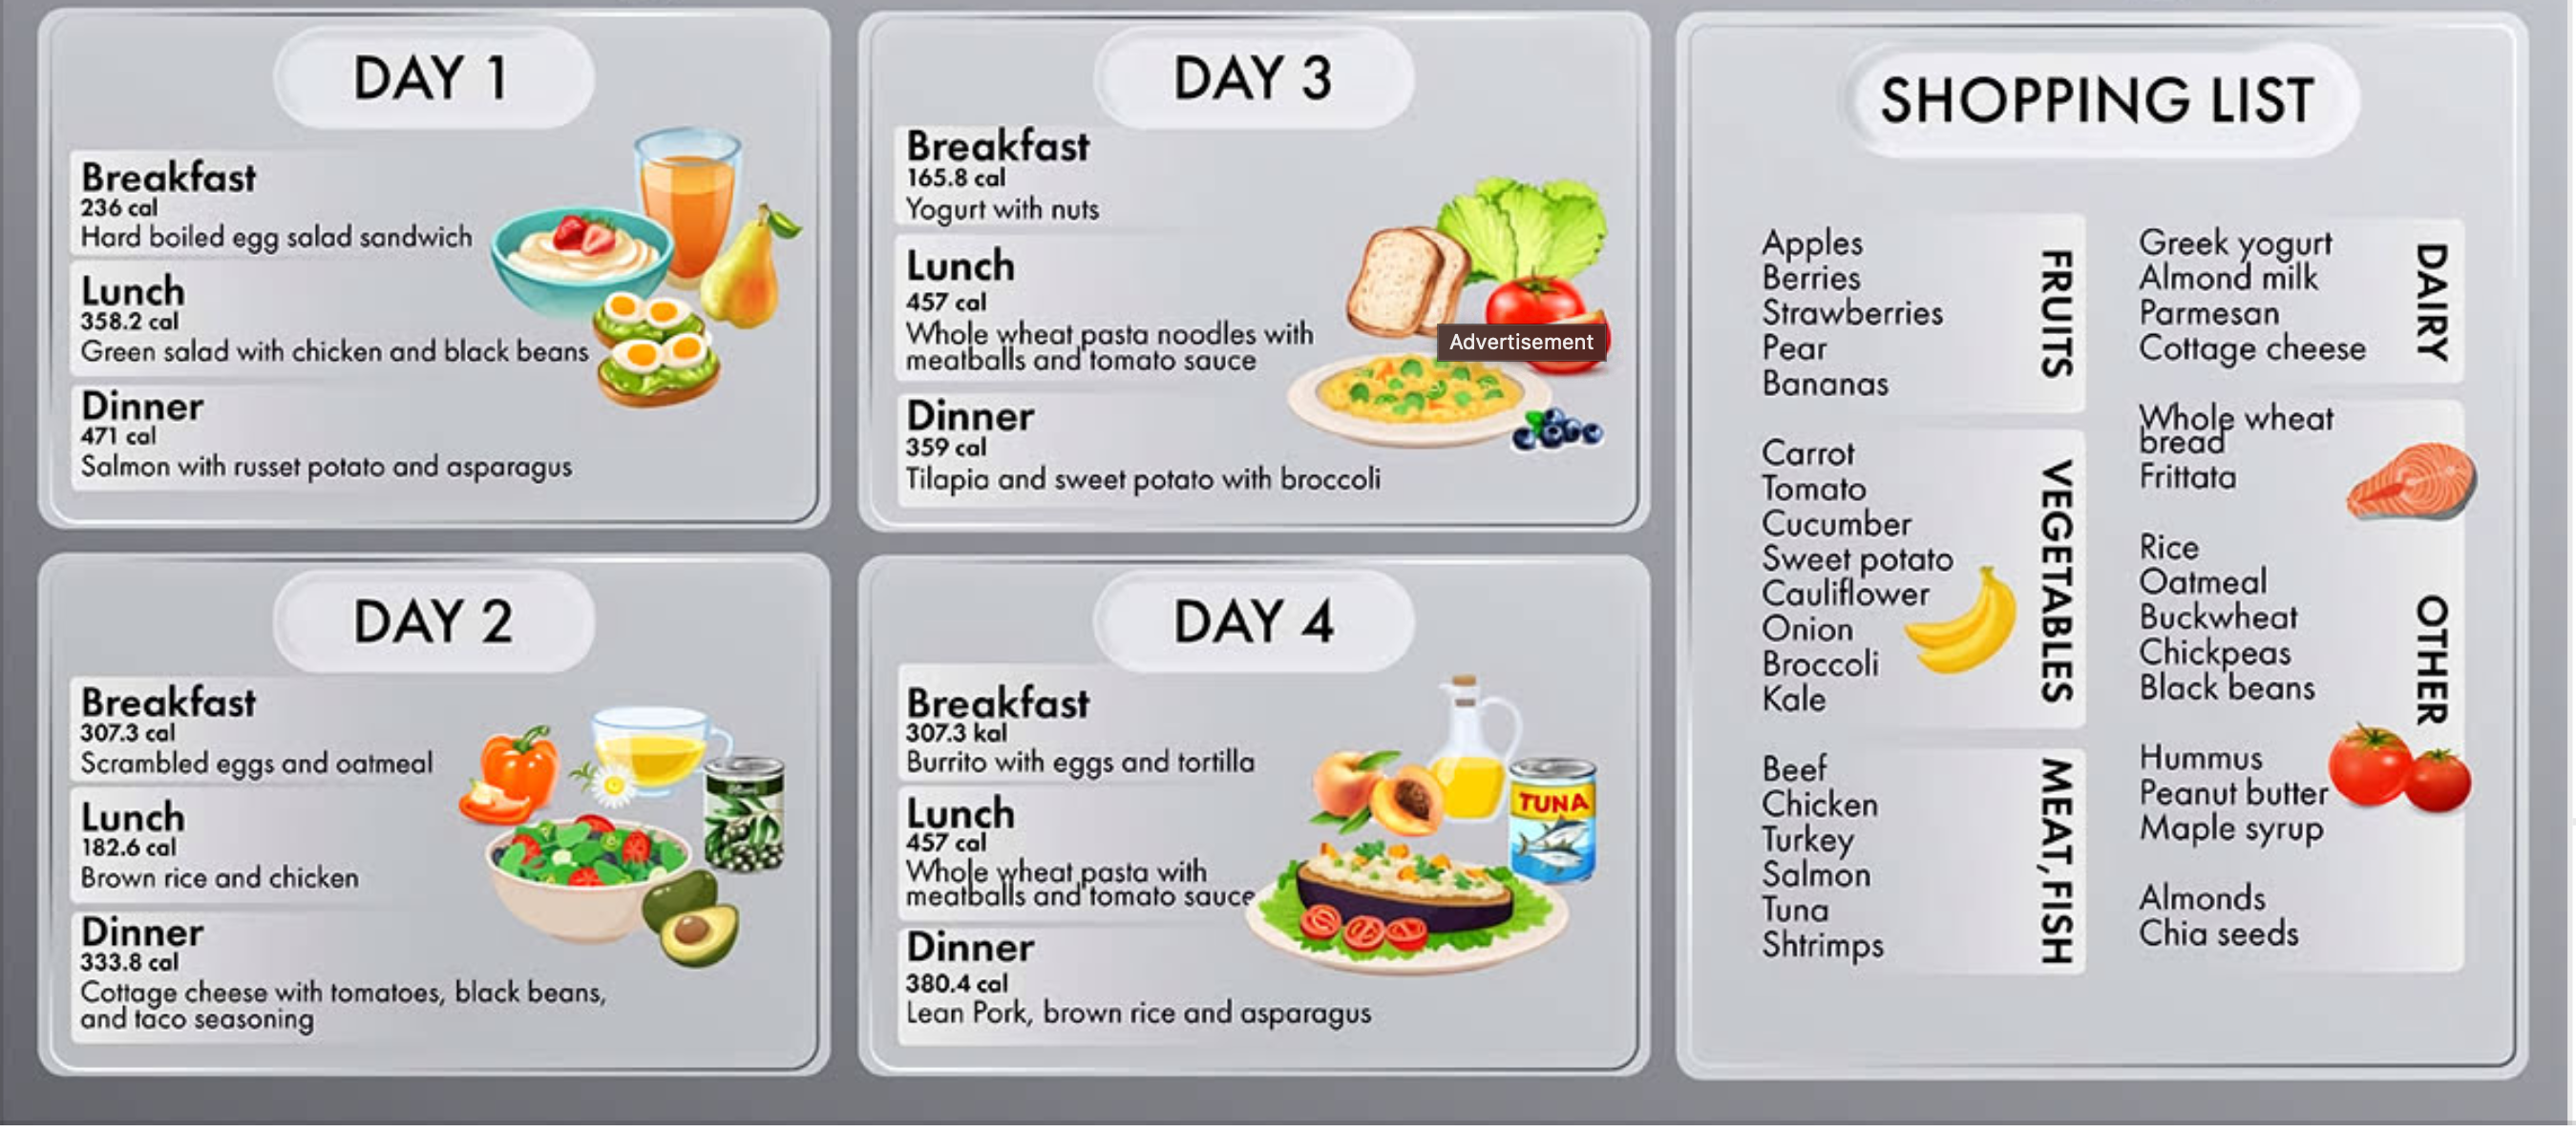 DAY 1
Breakfast
236 cal
Hard boiled egg salad sandwich
Lunch
358.2 cal
Green salad with chicken and black beans
Dinner
471 cal
Salmon with russet potato and asparagus
DAY 2
Breakfast
307.3 cal
Scrambled eggs and oatmeal
Lunch
182.6 cal
Brown rice and chicken
Dinner
333.8 cal
Cottage cheese with tomatoes, black beans,
and taco seasoning
DAY 3
Breakfast
165.8 cal
Yogurt with nuts
Lunch
457 cal
Whole wheat pasta noodles with
meatballs and tomato sauce
Advertisement
Dinner
359 cal
Tilapia and sweet potato with broccoli
DAY 4
Breakfast
307.3 kal
Burrito with eggs and tortilla
Lunch
457 cal
Whole wheat pasta with
meatballs and tomato sauce
TUNA
Dinner
380.4 cal
Lean Pork, brown rice and asparagus
SHOPPING LIST
FRUITS
Apples
Berries
Strawberries
Pear
Bananas
VEGETABLES
Carrot
Tomato
Cucumber
Sweet potato
Cauliflower
Onion
Broccoli
Kale
MEAT, FISH
Beef
Chicken
Turkey
Salmon
Tuna
Shtrimps
DAIRY
Greek yogurt
Almond milk
Parmesan
Cottage cheese
OTHER
Whole wheat
bread
Frittata
Rice
Oatmeal
Buckwheat
Chickpeas
Black beans
Hummus
Peanut butter
Maple syrup
Almonds
Chia seeds